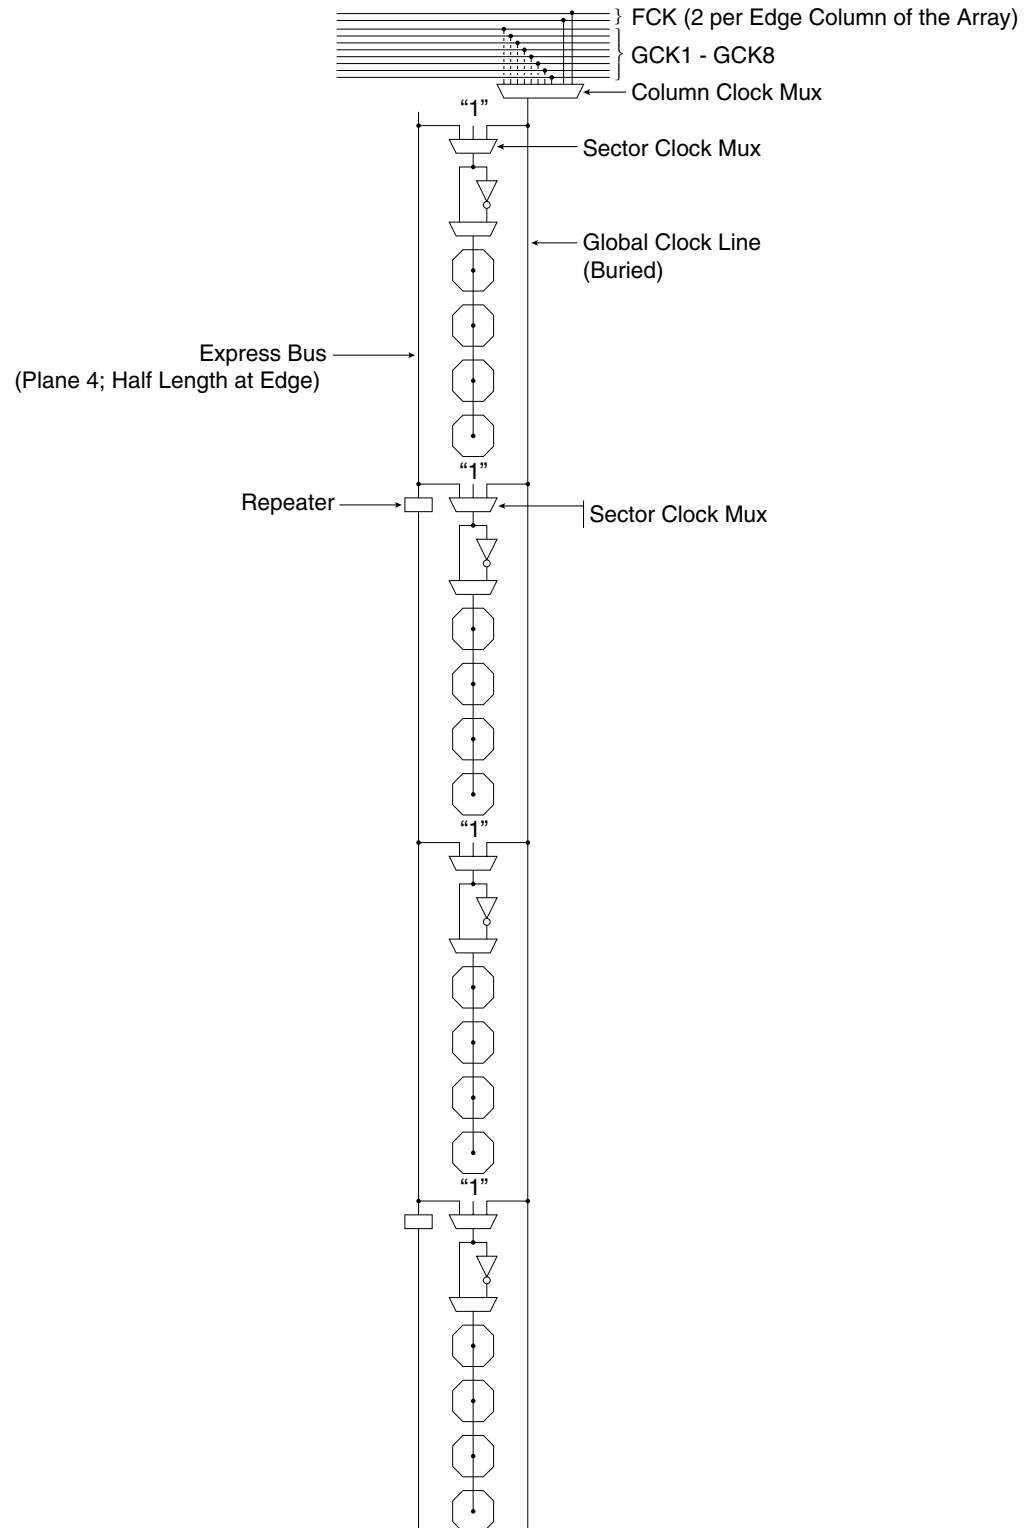 FCK (2 per Edge Column of the Array)
GCK1 - GCK8
Column Clock Mux
“1”
Sector Clock Mux
Global Clock Line
(Buried)
Express Bus
(Plane 4; Half Length at Edge)
“1”
Repeater
Sector Clock Mux
“1”
“1”